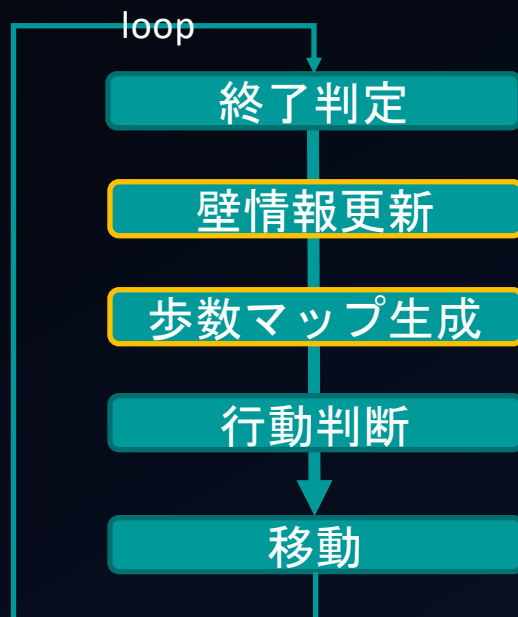 loop
終了判定
壁情報更新
歩数マップ生成
行動判断
移動